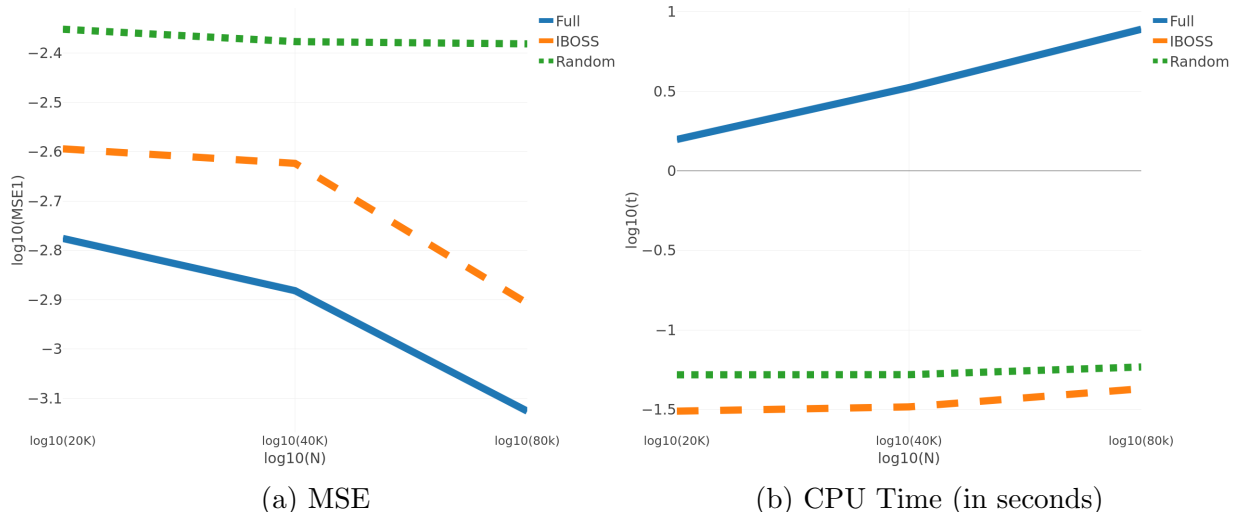 log10(MSE1)
−2.4
−2.5
−2.6
−2.7
−2.8
−2.9
−3
−3.1
log10(20K)
log10(40K)
log10(80k)
log10(N)
Full
IBOSS
Random
(a) MSE
log10(t)
1
0.5
0
−0.5
−1
−1.5
log10(20K)
log10(40K)
log10(80k)
log10(N)
Full
IBOSS
Random
(b) CPU Time (in seconds)